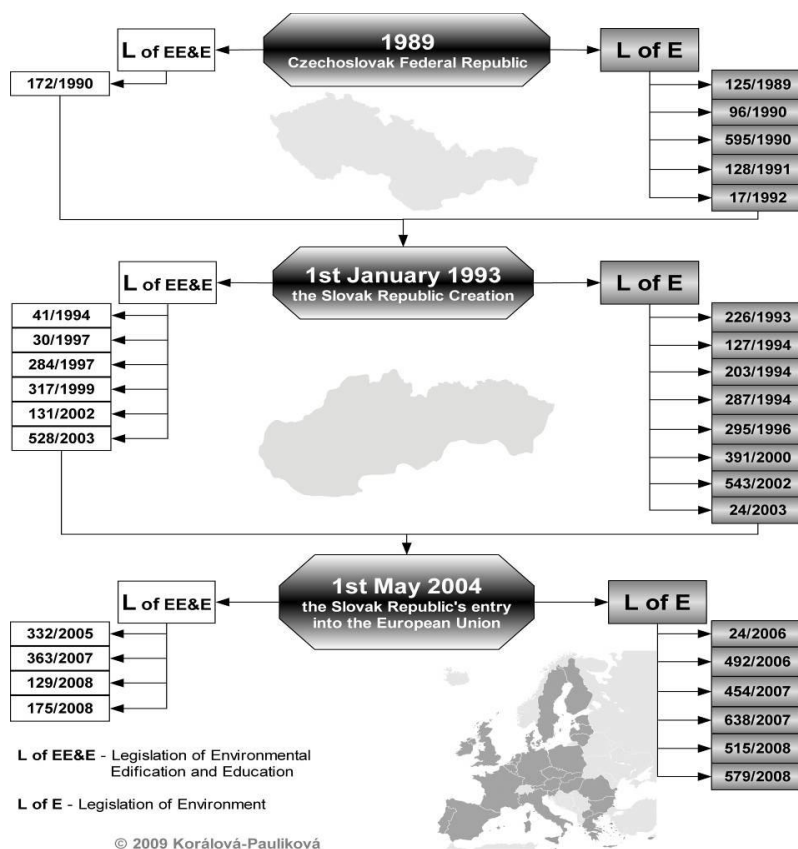 1989
Czechoslovak Federal Republic
L of EE&E
L of E
172/1990
125/1989
96/1990
595/1990
128/1991
17/1992
1st January 1993
the Slovak Republic Creation
L of EE&E
L of E
41/1994
30/1997
284/1997
317/1999
131/2002
528/2003
226/1993
127/1994
203/1994
287/1994
295/1996
391/2000
543/2002
24/2003
1st May 2004
the Slovak Republic's entry
into the European Union
L of EE&E
L of E
332/2005
363/2007
129/2008
175/2008
24/2006
492/2006
454/2007
638/2007
515/2008
579/2008
L of EE&E - Legislation of Environmental
Edification and Education
L of E - Legislation of Environment
© 2009 Korálová-Pauliková